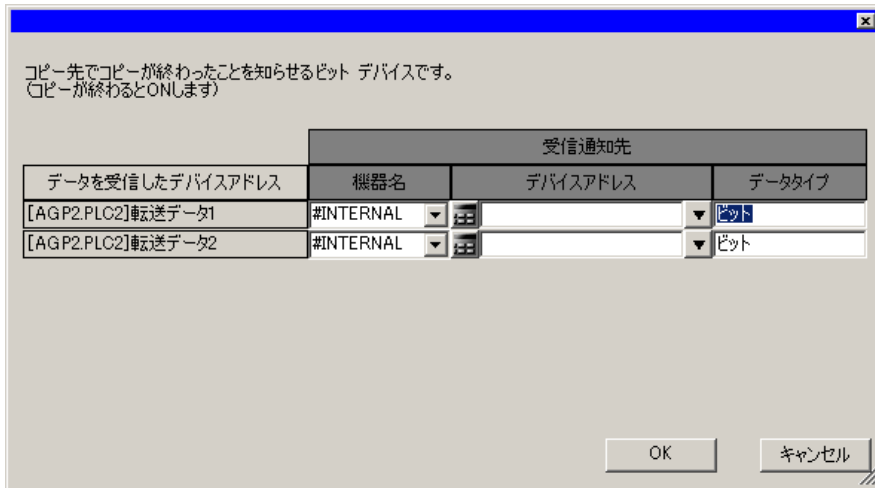 コピー先でコピーが終わったことを知らせるビット デバイスです。
(コピーが終わるとONします)
受信通知先
データを受信したデバイスアドレス 機器名 デバイスアドレス データタイプ
[AGP2.PLC2]転送データ1 #INTERNAL ビット
[AGP2.PLC2]転送データ2 #INTERNAL ビット
OK キャンセル